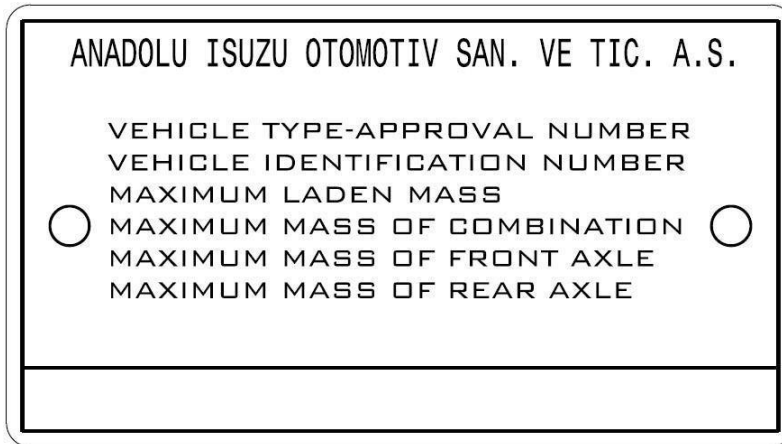 ANADOLU ISUZU OTOMOTIV SAN. VE TIC. A.S.
VEHICLE TYPE-APPROVAL NUMBER
VEHICLE IDENTIFICATION NUMBER
MAXIMUM LADEN MASS
MAXIMUM MASS OF COMBINATION
MAXIMUM MASS OF FRONT AXLE
MAXIMUM MASS OF REAR AXLE